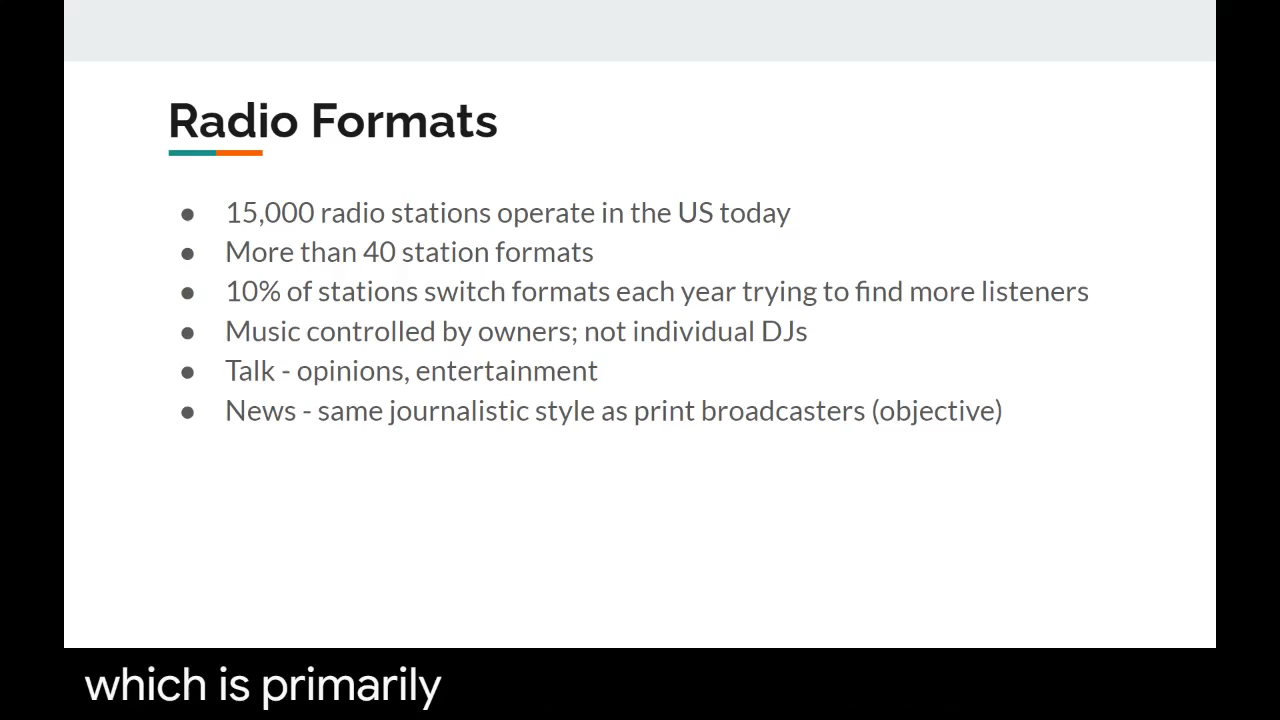 Radio Formats
● 15,000 radio stations operate in the US today
● More than 40 station formats
● 10% of stations switch formats each year trying to find more listeners
● Music controlled by owners; not individual DJs
● Talk - opinions, entertainment
● News - same journalistic style as print broadcasters (objective)
which is primarily